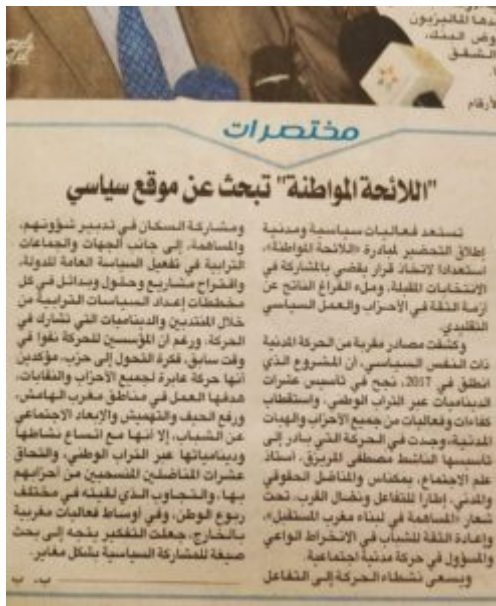 بدها المانيزيون
وض البنك،
الشفق
لأرقام
مختصرات
"اللائحة المواطنة" تبحث عن موقع سياسي
تستعد فعاليات سياسية ومدنية
إطلاق التحضير لمبادرة «اللائحة المواطنة»،
استعدادا لاتخاذ قرار يقضي بالمشاركة في
الانتخابات المقبلة، وملء الفراغ الناتج عن
أزمة الثقة في الأحزاب والعمل السياسي
التقليدي.
وكشفت مصادر مقربة من الحركة المدنية
ذات النفس السياسي، أن المشروع الذي
انطلق في 2017، نجح في تأسيس عشرات
الديناميات عبر التراب الوطني، واستقطاب
كفاءات وفعاليات من جميع الأحزاب والهيآت
المدنية، وجدت في الحركة التي بادر إلى
تأسيسها الناشط مصطفى المريزق، أستاذ
علم الاجتماع، بمكناس والمناضل الحقوقي
والمدني، إطارا للتفاعل ونضال القرب، تحت
شعار «المساهمة في لبناء مغرب المستقبل»،
وإعادة الثقة للشباب في الانخراط الواعي
والمسؤول في حركة مدنية اجتماعية.
ويسعى نشطاء الحركة إلى التفاعل
ومشاركة السكان في تدبير شؤونهم،
والمساهمة، إلى جانب الجهات والجماعات
الترابية في تفعيل السياسة العامة للدولة،
واقتراح مشاريع وحلول وبدائل في كل
مخططات إعداد السياسات الترابية من
خلال المنتديين والديناميات التي تشارك في
الحركة، ورغم أن المؤسسين للحركة نفوا في
وقت سابق، فكرة التحول إلى حزب، مؤكدين
أنها حركة عابرة لجميع الأحزاب والنقابات،
هدفها العمل في مناطق مغرب الهامش،
ورفع الحيف والتهميش والإبعاد الاجتماعي
عن الشباب، إلا أنها مع اتساع نشاطها
وديناميتها عبر التراب الوطني، والتحاق
عشرات المناضلين المنسحبين من أحزابهم
بها، والتجاوب الذي لقيته في مختلف
ربوع الوطن، وفي أوساط فعاليات مغربية
بالخارج، جعلت التفكير يتجه إلى بحث
صيغة للمشاركة السياسية بشكل مغاير.
ب. ب